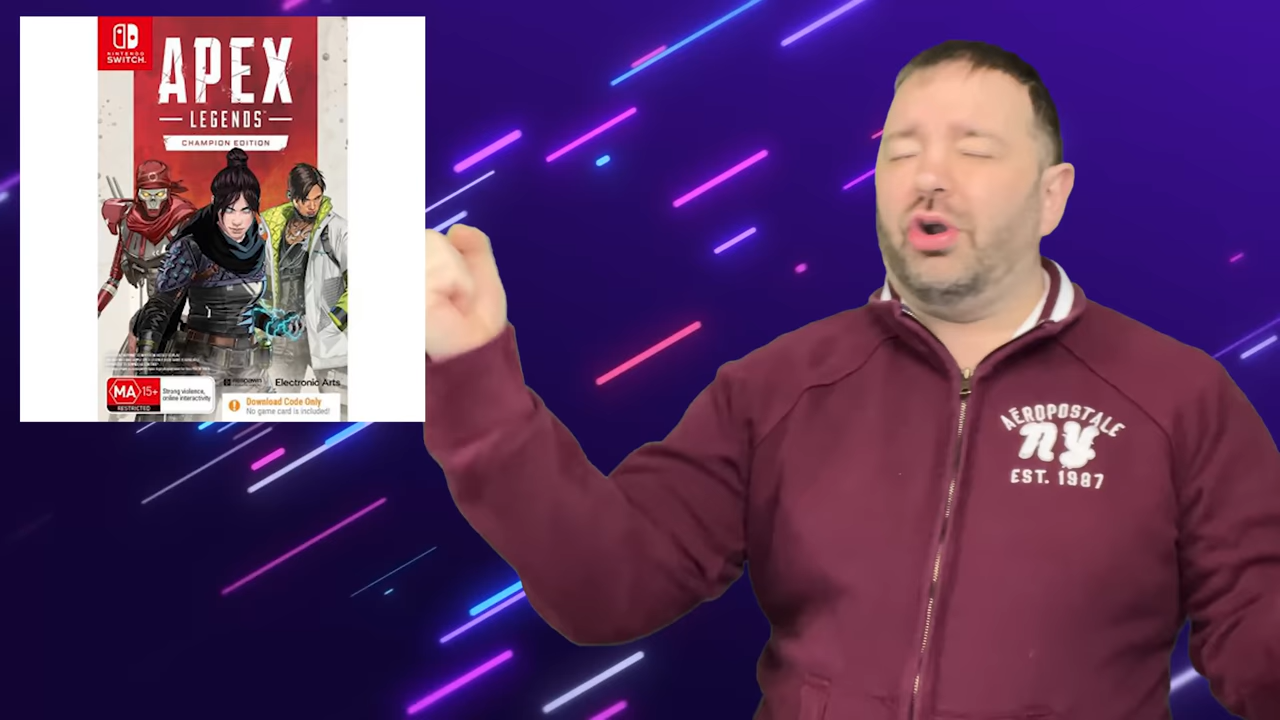 NINTENDO
SWITCH.
APEX
LEGENDS
CHAMPION EDITION
MA 15+
RESTRICTED
Strong violence,
online interactivity
Electronic Arts
Download Code Only
No game card is included!
AÉROPOSTALE
ny
EST. 1987